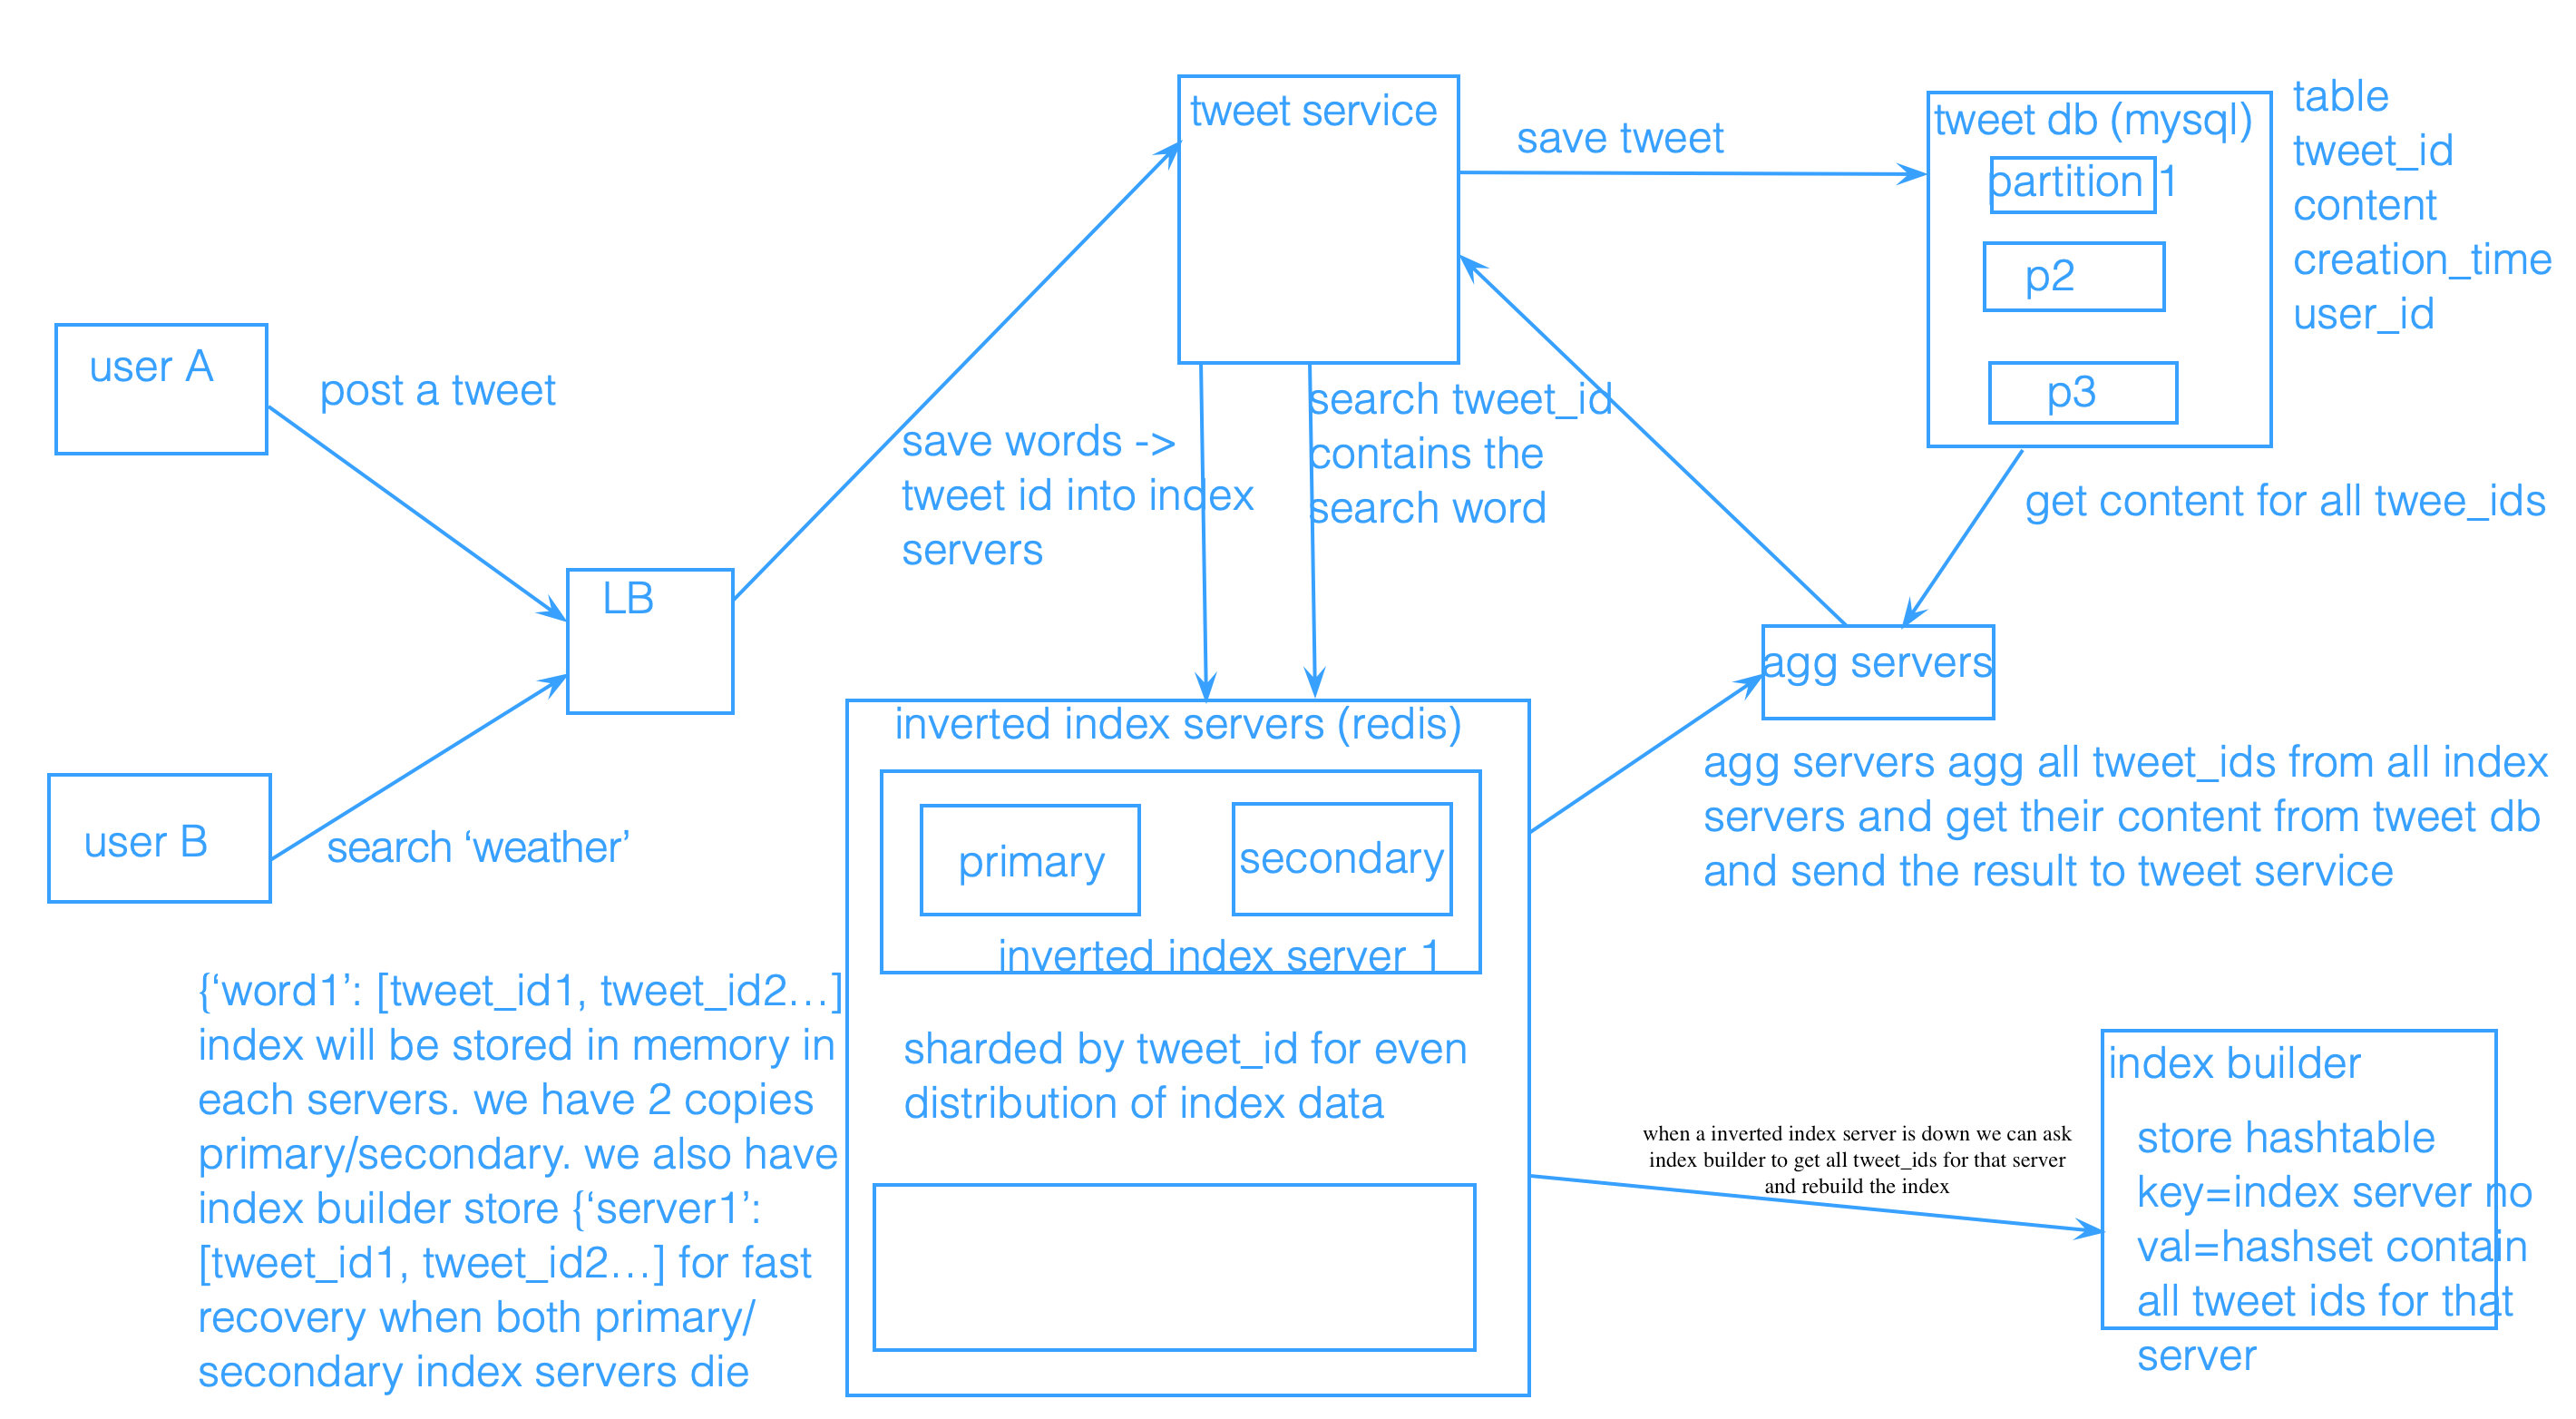 tweet service
save tweet
tweet db (mysql)
partition 1
p2
p3
table
tweet_id
content
creation_time
user_id
user A
post a tweet
LB
user B
search ‘weather’
save words ->
tweet id into index
servers
search tweet_id
contains the
search word
get content for all twee_ids
agg servers
agg servers agg all tweet_ids from all index
servers and get their content from tweet db
and send the result to tweet service
inverted index servers (redis)
primary
secondary
inverted index server 1
sharded by tweet_id for even
distribution of index data
{‘word1’: [tweet_id1, tweet_id2…]
index will be stored in memory in
each servers. we have 2 copies
primary/secondary. we also have
index builder store {‘server1’:
[tweet_id1, tweet_id2…] for fast
recovery when both primary/
secondary index servers die
when a inverted index server is down we can ask
index builder to get all tweet_ids for that server
and rebuild the index
index builder
store hashtable
key=index server no
val=hashset contain
all tweet ids for that
server